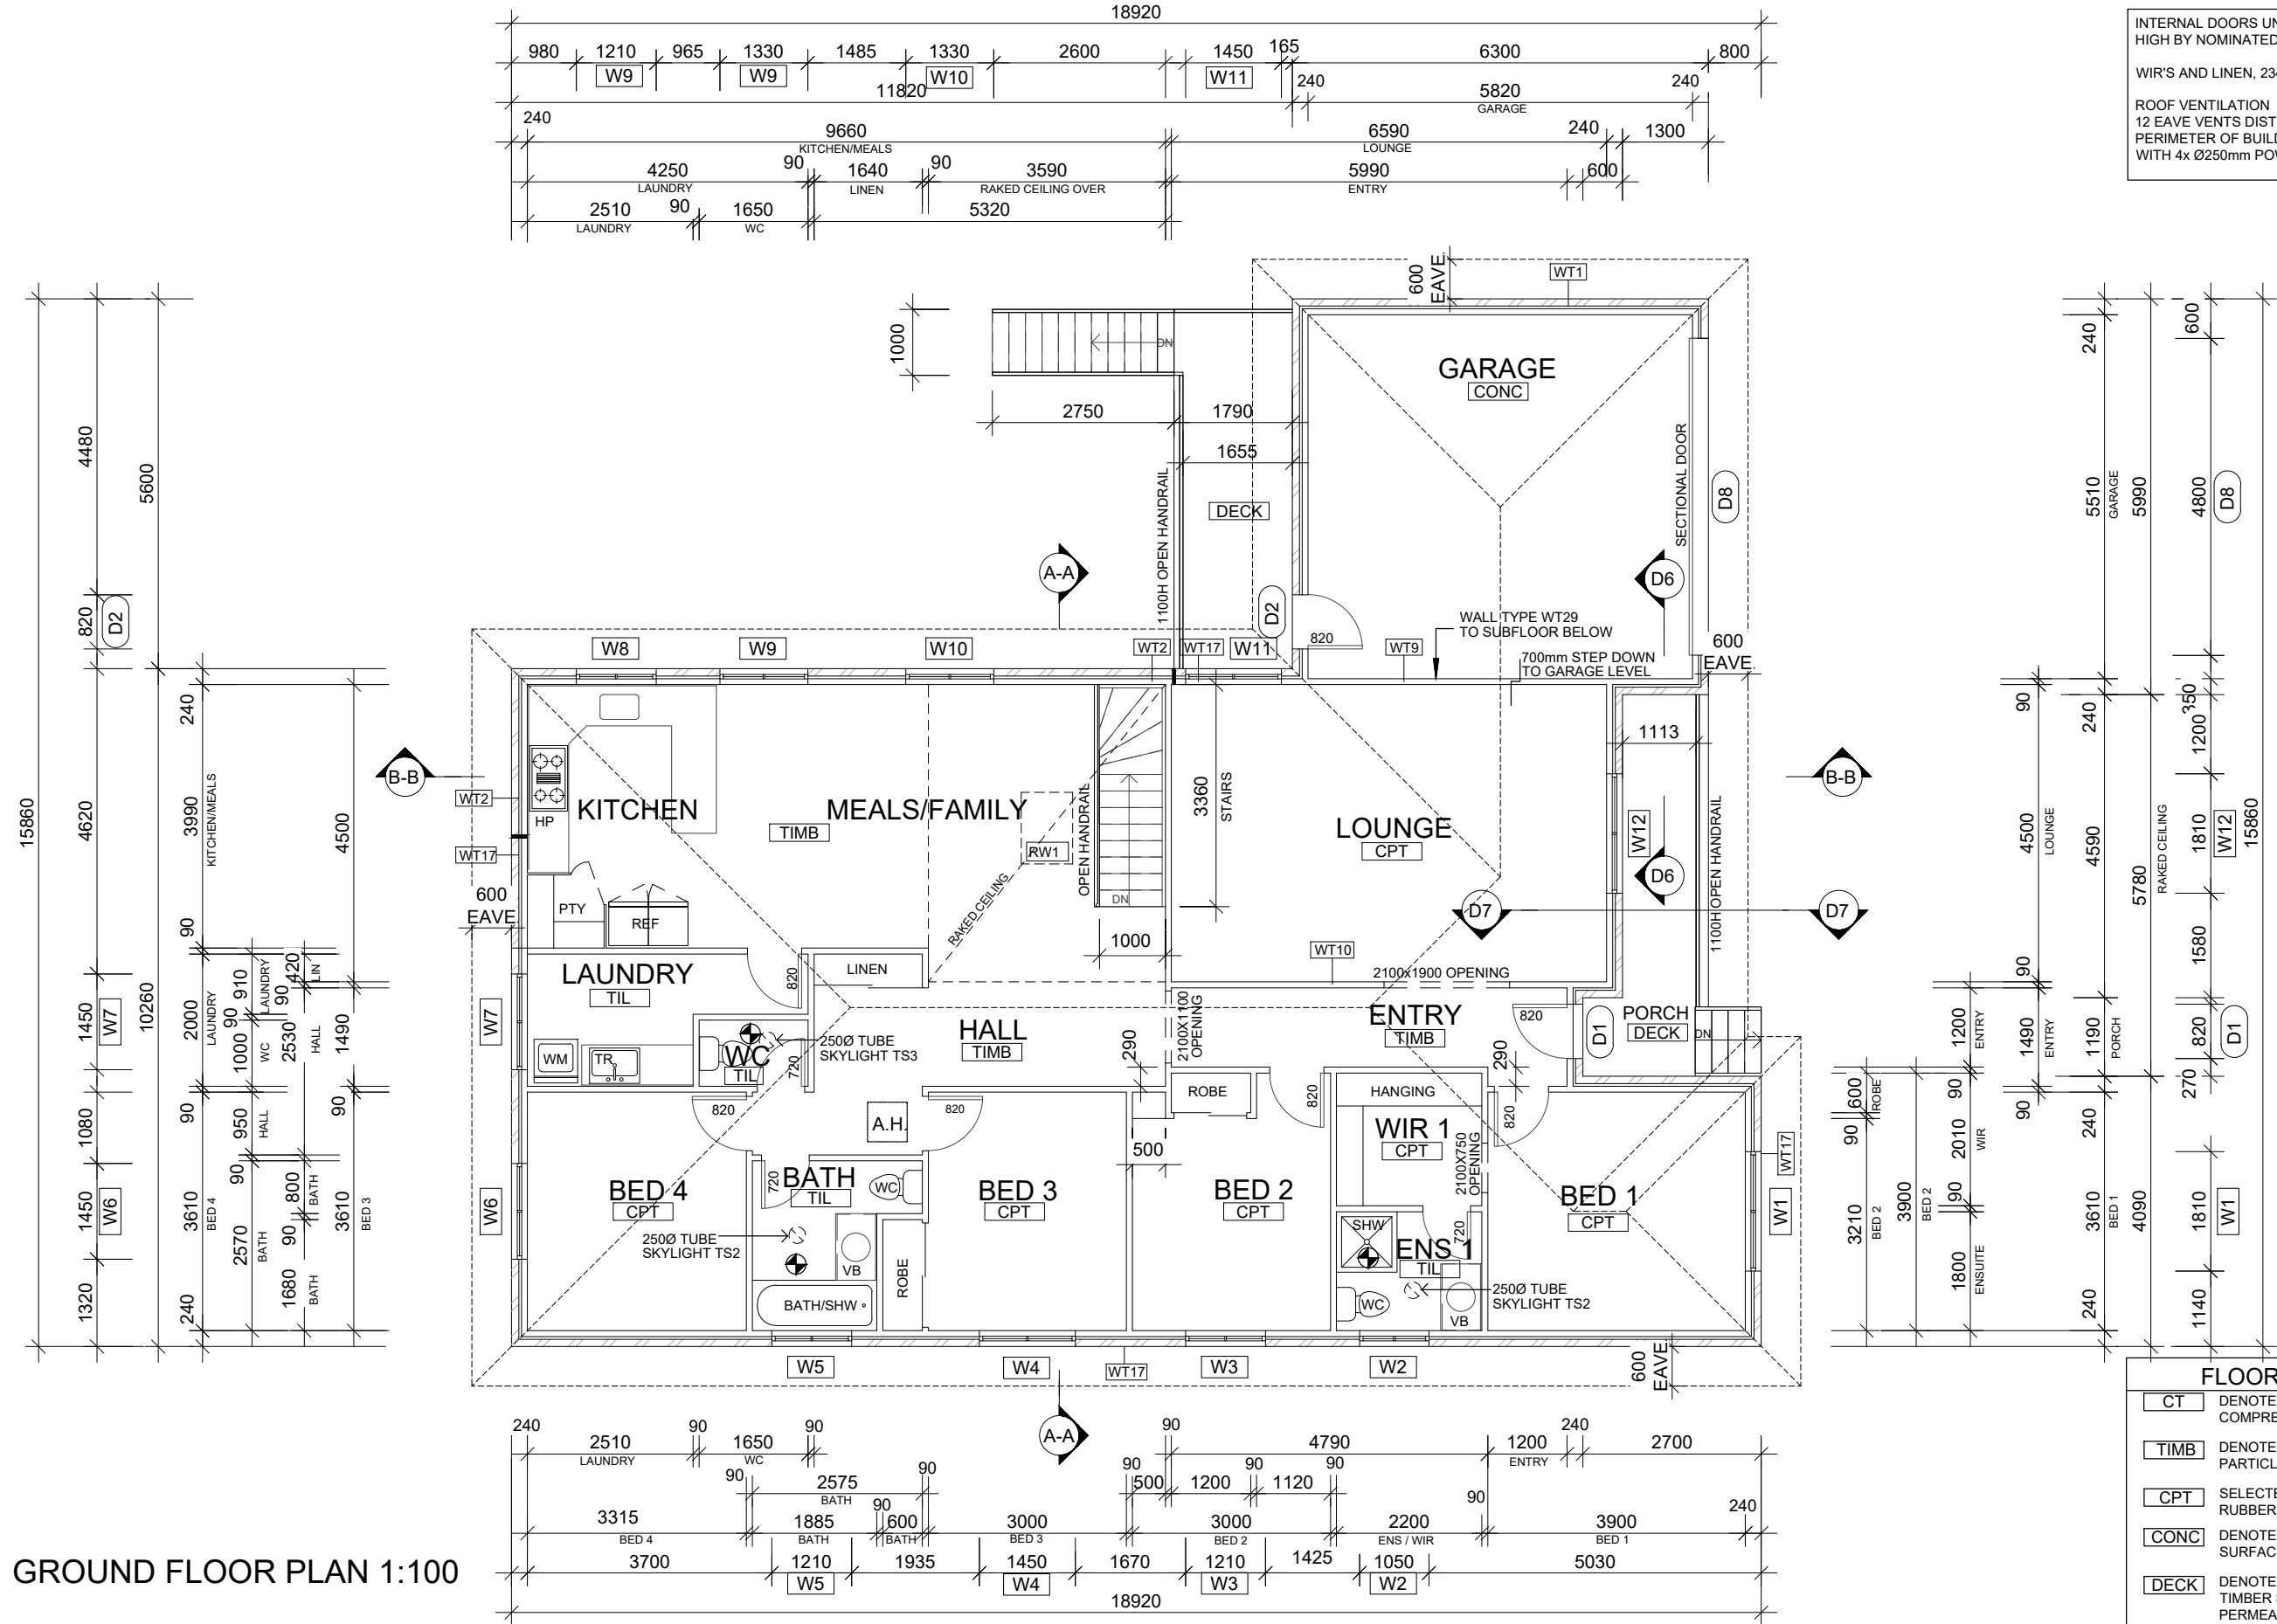 18920
980 1210 965 1330 1485 1330 2600 1450 165 6300 800
W9 W9 W10 W11
11820 240 5820 240
GARAGE
240 9660 6590 240 1300
KITCHEN/MEALS LOUNGE
4250 90 1640 90 3590 5990 600
LAUNDRY LINEN RAKED CEILING OVER ENTRY
2510 90 1650 5320
LAUNDRY WC
INTERNAL DOORS UN
HIGH BY NOMINATED
WIR'S AND LINEN, 234
ROOF VENTILATION
12 EAVE VENTS DIST
PERIMETER OF BUILD
WITH 4x Ø250mm POW
15860
4480 820 4620 1450 1080 1450 1320
D2 W7 W6
5600 10260
240 3990 90 2000 90 3610 240
KITCHEN/MEALS LAUNDRY BED 4
910 90 1000 950 90 2570
LAUNDRY WC HALL BATH
420 90 2530 800 90 1680
LIN HALL BATH BATH
4500 1490 90 3610
BED 3
600
EAVE
WT1
1000
DN
2750 1790
1655
1100H OPEN HANDRAIL
DECK
GARAGE
CONC
SECTIONAL DOOR
D8
A-A
D6
D2
820
WALL TYPE WT29
TO SUBFLOOR BELOW
WT9
700mm STEP DOWN
TO GARAGE LEVEL
600
EAVE
W8 W9 W10 WT2 WT17 W11
B-B
WT2
WT17
600
EAVE
HP
KITCHEN
MEALS/FAMILY
TIMB
RW1
RAKED CEILING
OPEN HANDRAIL
DN
3360
STAIRS
1000
LOUNGE
CPT
1113
W12
D6
1100H OPEN HANDRAIL
B-B
D7 D7
WT10
2100x1900 OPENING
PTY
REF
LAUNDRY
TIL
820
LINEN
W7
WM
TR
WC
TIL
720
250Ø TUBE
SKYLIGHT TS3
HALL
TIMB
290
2100X1100
OPENING
ENTRY
TIMB
820
290
D1
PORCH
DECK
DN
820
A.H.
820
500
ROBE
820
HANGING
WIR 1
CPT
2100X750
OPENING
820
W6
BED 4
CPT
720
BATH
TIL
WC
250Ø TUBE
SKYLIGHT TS2
VB
BATH/SHW
ROBE
BED 3
CPT
BED 2
CPT
SHW
720
ENS 1
TIL
WC
VB
250Ø TUBE
SKYLIGHT TS2
BED 1
CPT
WT17
W1
W5 W4 WT17 W3 W2
600
EAVE
A-A
600 90 3210
ROBE BED 2
3900
BED 2
1200 90 2010 90 1800
ENTRY WIR ENSUITE
90 4500 90 1490 90
LOUNGE ENTRY
240 5510 240 4590 1190 240 3610 240
GARAGE PORCH BED 1
5990 5780 4090
RAKED CEILING
600 4800 350 1200 1810 1580 820 270 1810 1140
D8 W12 D1 W1
15860
240 90 90 90 240
2510 1650 4790 1200 2700
LAUNDRY WC ENTRY
90 2575 90 90 500 1200 90 1120 90
BATH
3315 1885 90 600 3000 3000 2200 90 3900 240
BED 4 BATH BATH BED 3 BED 2 ENS / WIR BED 1
3700 1210 1935 1450 1670 1210 1425 1050 5030
W5 W4 W3 W2
18920
GROUND FLOOR PLAN 1:100
FLOOR
CT DENOTE
COMPRE
TIMB DENOTE
PARTICL
CPT SELECTE
RUBBER
CONC DENOTE
SURFAC
DECK DENOTE
TIMBER
PERMEA